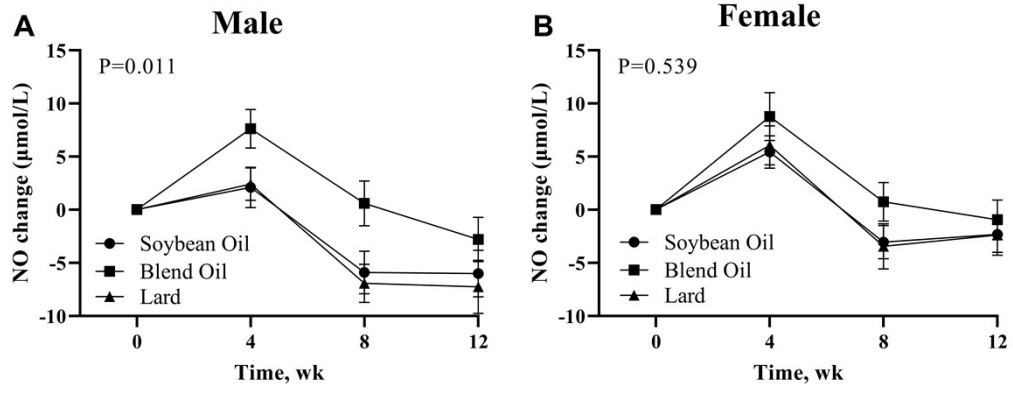 A
Male
NO change (μmol/L)
15
10
5
0
-5
-10
P=0.011
Soybean Oil
Blend Oil
Lard
0
4
8
12
Time, wk
B
Female
NO change (μmol/L)
15
10
5
0
-5
-10
P=0.539
Soybean Oil
Blend Oil
Lard
0
4
8
12
Time, wk